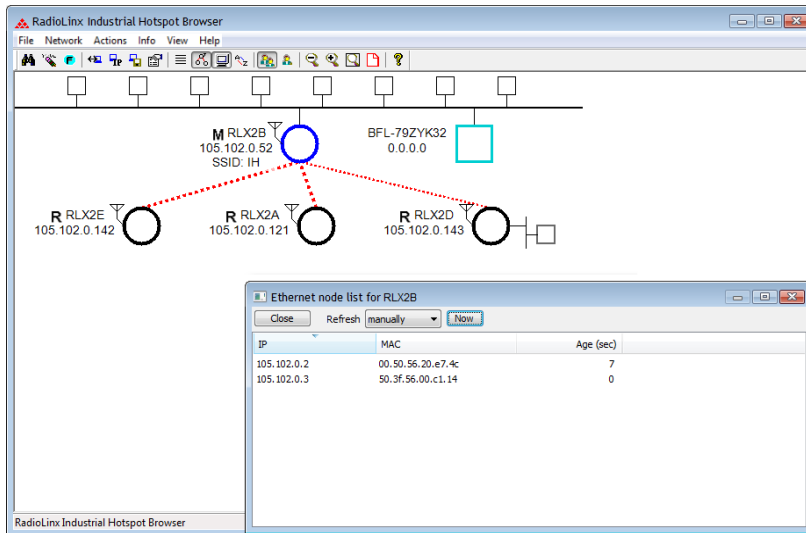 RadioLinx Industrial Hotspot Browser
File Network Actions Info View Help
M RLX2B
105.102.0.52
SSID: IH
BFL-79ZYK32
0.0.0.0
R RLX2E
105.102.0.142
R RLX2A
105.102.0.121
R RLX2D
105.102.0.143
Ethernet node list for RLX2B
Close Refresh manually Now
IP MAC Age (sec)
105.102.0.2 00.50.56.20.e7.4c 7
105.102.0.3 50.3f.56.00.c1.14 0
RadioLinx Industrial Hotspot Browser